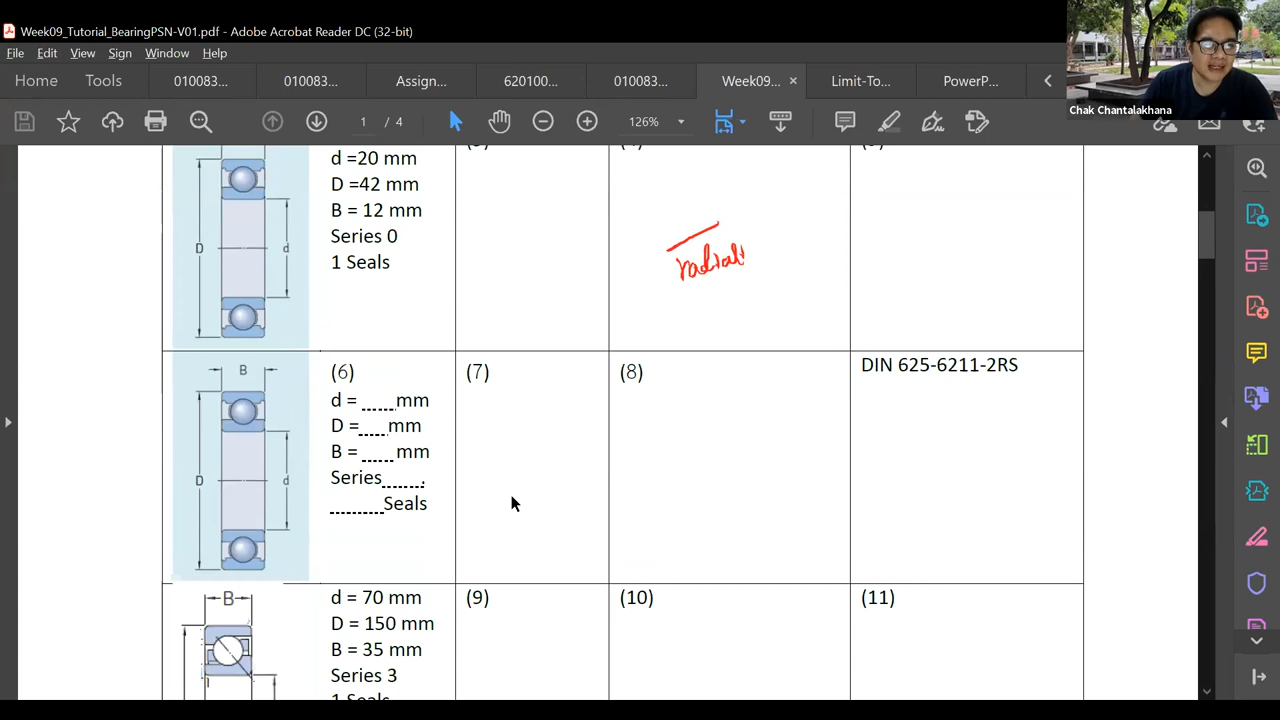 Week09_Tutorial_BearingPSN-V01.pdf - Adobe Acrobat Reader DC (32-bit)
File Edit View Sign Window Help
Home Tools 010083... 010083... Assign... 620100... 010083... Week09... × Limit-To... PowerP...
1 / 4 126%
Chak Chantalakhana
d =20 mm
D =42 mm
B = 12 mm
Series 0
1 Seals
D
d
radial
B
D
d
(6)
d = ......mm
D =.....mm
B = ......mm
Series.......
.........Seals
(7)
(8)
DIN 625-6211-2RS
B
d = 70 mm
D = 150 mm
B = 35 mm
Series 3
1 Seals
(9)
(10)
(11)